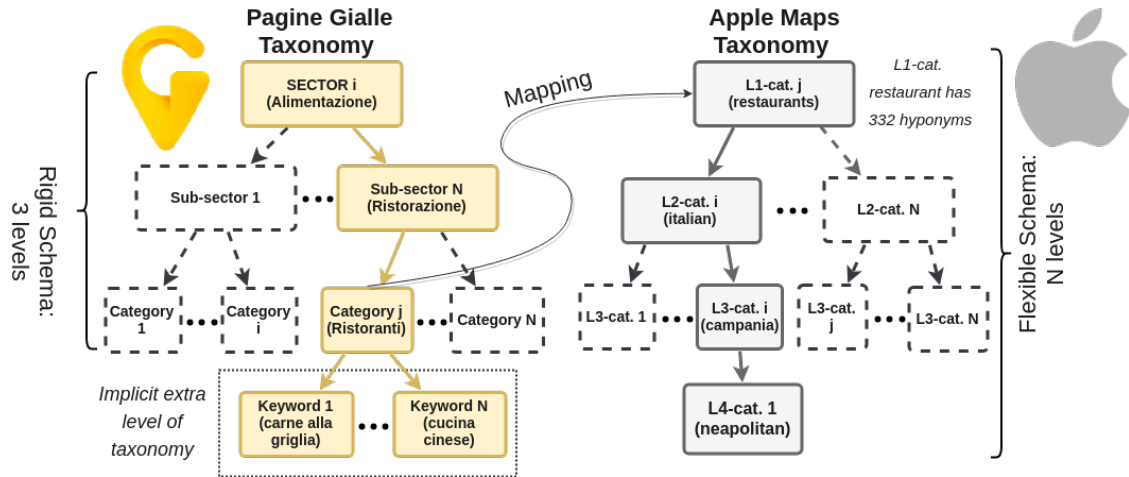 Pagine Gialle
Taxonomy
Apple Maps
Taxonomy
SECTOR i
(Alimentazione)
Mapping
L1-cat. j
(restaurants)
L1-cat.
restaurant has
332 hyponyms
Rigid Schema:
3 levels
Sub-sector 1
Sub-sector N
(Ristorazione)
L2-cat. i
(italian)
L2-cat. N
Flexible Schema:
N levels
Category
1
Category
i
Category j
(Ristoranti)
Category N
L3-cat. 1
L3-cat. i
(campania)
L3-cat.
j
L3-cat. N
Implicit extra
level of
taxonomy
Keyword 1
(carne alla
griglia)
Keyword N
(cucina
cinese)
L4-cat. 1
(neapolitan)